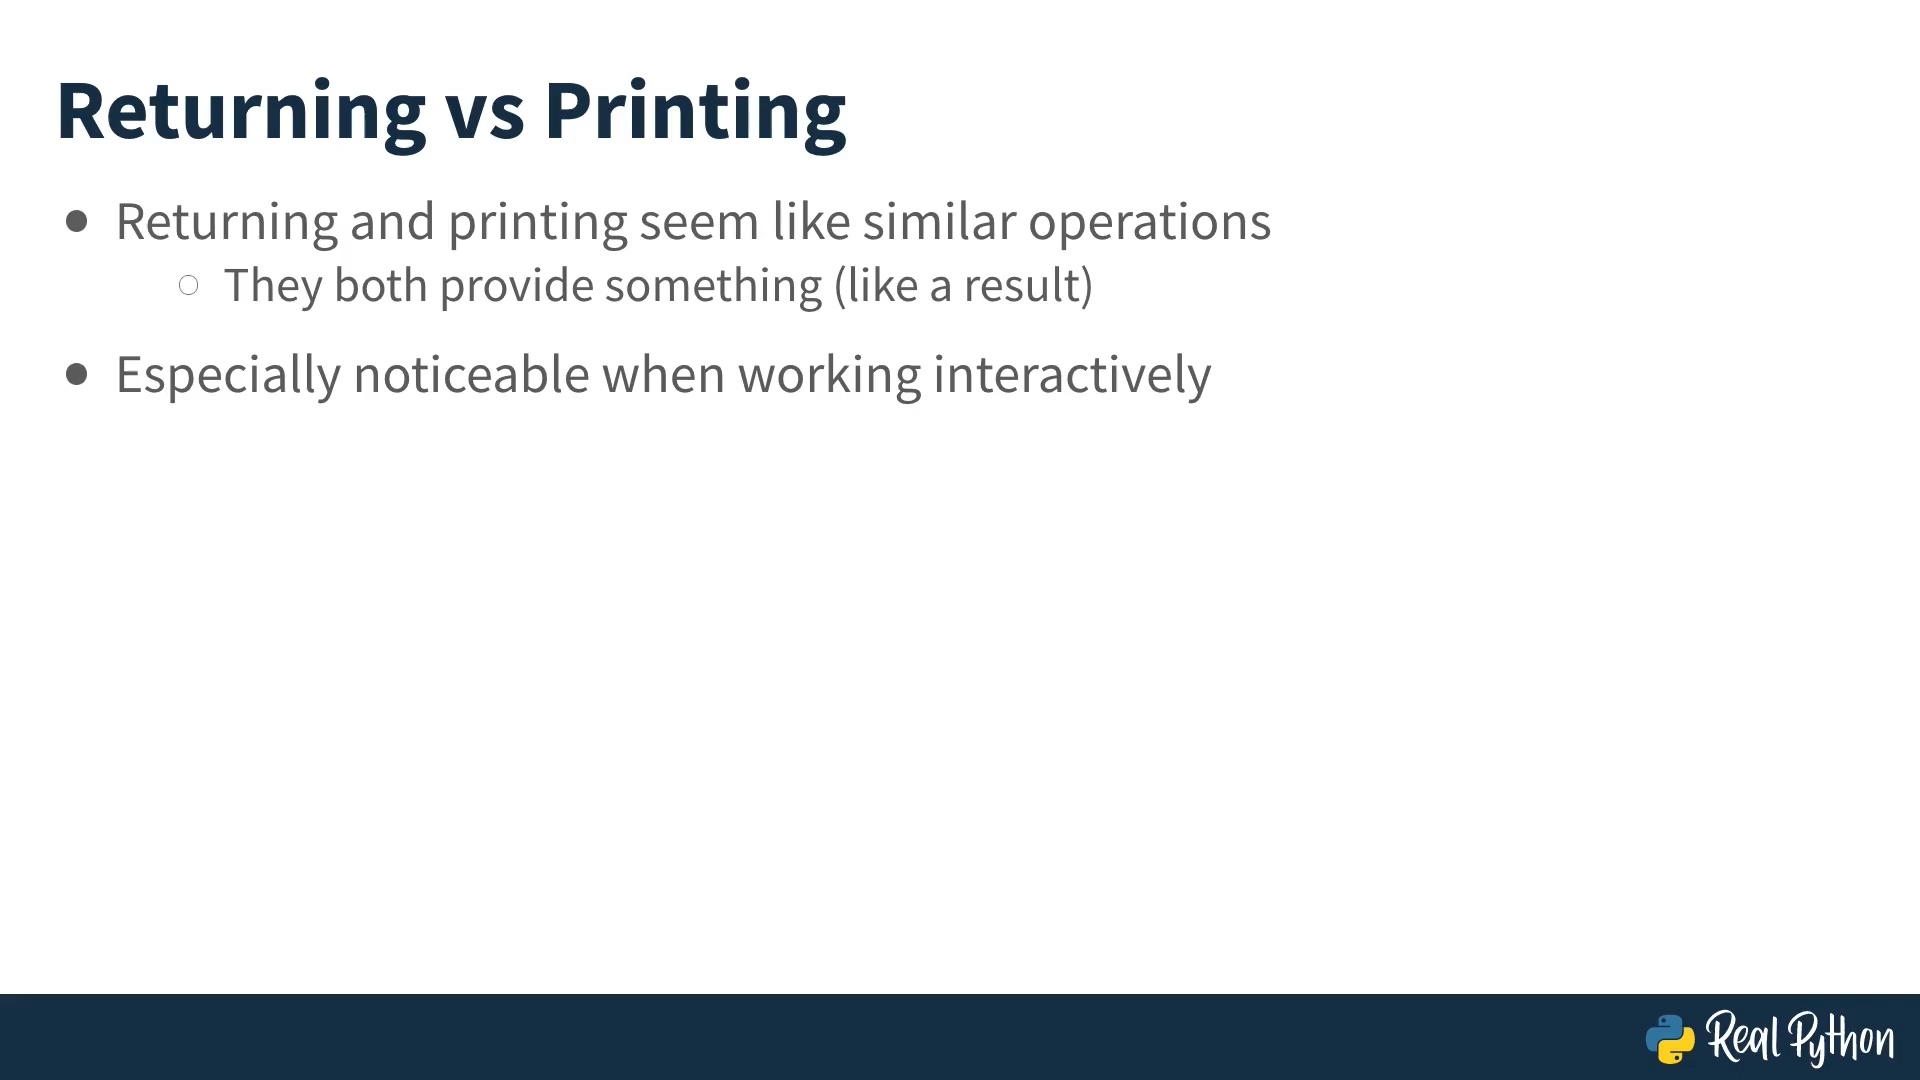 Returning vs Printing
● Returning and printing seem like similar operations
○ They both provide something (like a result)
● Especially noticeable when working interactively
Real Python